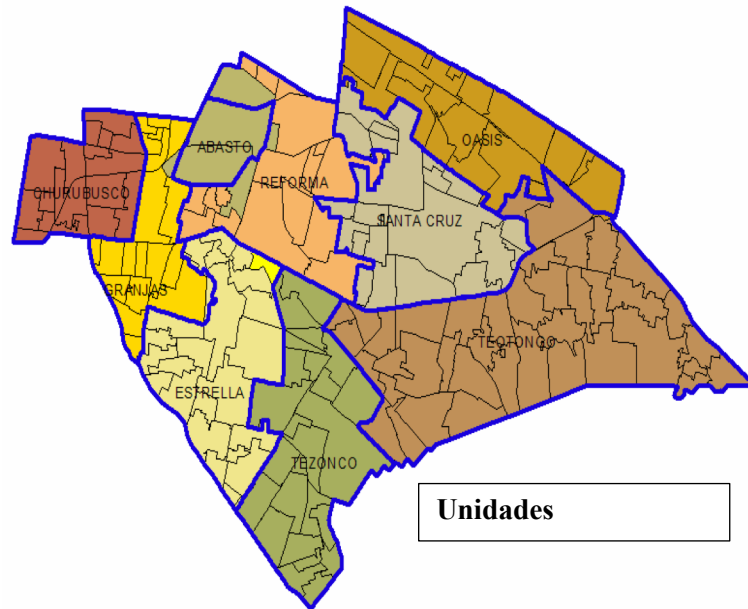 OASIS
ABASTO
REFORMA
CHURUBUSCO
SANTA CRUZ
GRANJAS
TEOTONGO
ESTRELLA
TEZONCO
Unidades